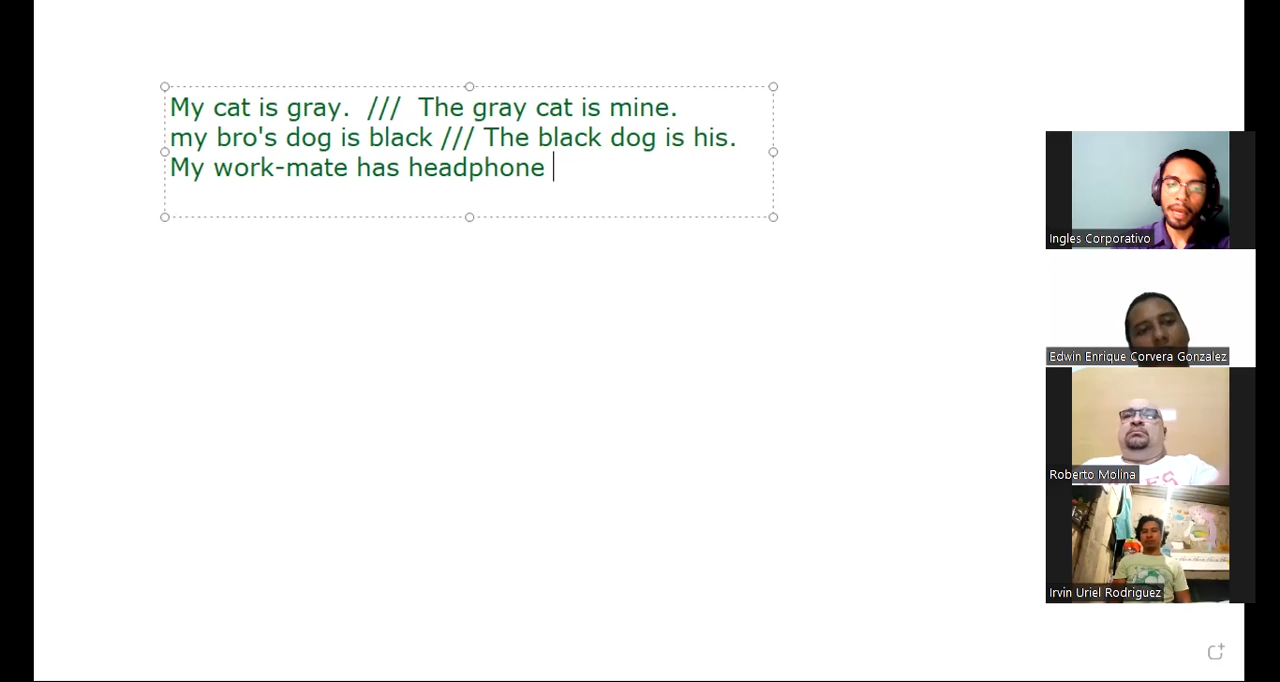 My cat is gray.  ///  The gray cat is mine.
my bro's dog is black /// The black dog is his.
My work-mate has headphone
Ingles Corporativo
Edwin Enrique Corvera Gonzalez
Roberto Molina
Irvin Uriel Rodriguez